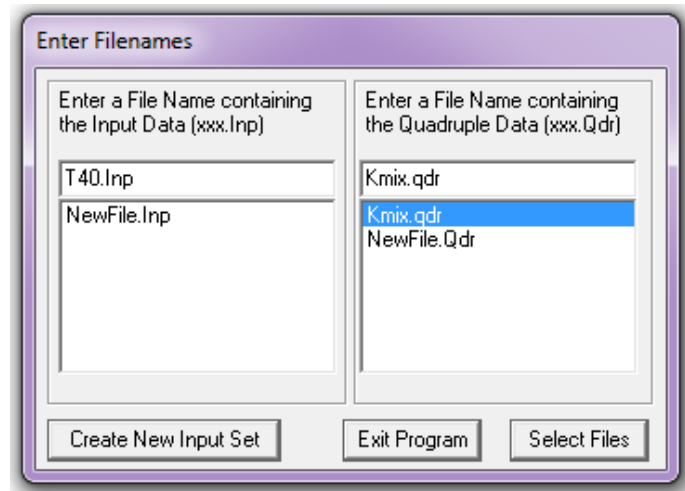 Enter Filenames
Enter a File Name containing
the Input Data (xxx.Inp)
T40.Inp
NewFile.Inp
Enter a File Name containing
the Quadruple Data (xxx.Qdr)
Kmix.qdr
Kmix.qdr
NewFile.Qdr
Create New Input Set
Exit Program
Select Files